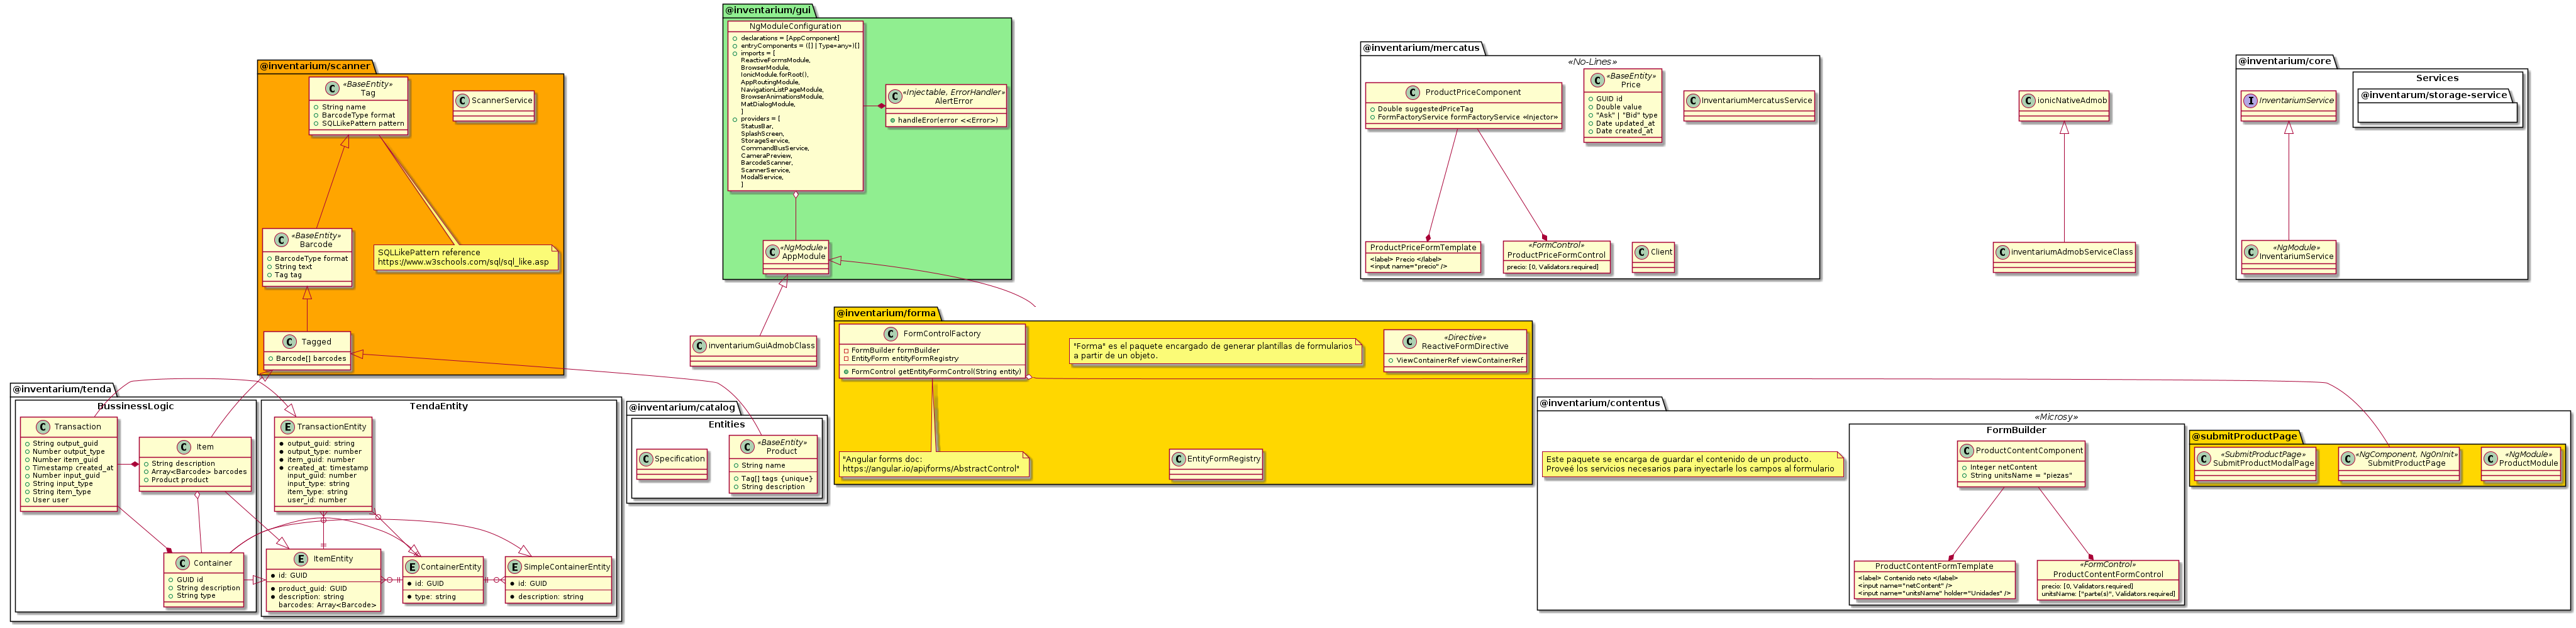 @inventarium/scanner
«BaseEntity»
Tag
String name
BarcodeType format
SQLLikePattern pattern
ScannerService
«BaseEntity»
Barcode
BarcodeType format
String text
Tag tag
SQLLikePattern reference
https://www.w3schools.com/sql/sql_like.asp
Tagged
Barcode[] barcodes
@inventarium/gui
NgModuleConfiguration
declarations = [AppComponent]
entryComponents = ([] | Type<any>)[]
imports = [
ReactiveFormsModule,
BrowserModule,
IonicModule.forRoot(),
AppRoutingModule,
NavigationListPageModule,
BrowserAnimationsModule,
MatDialogModule,
]
providers = [
StatusBar,
SplashScreen,
StorageService,
CommandBusService,
CameraPreview,
BarcodeScanner,
ScannerService,
ModalService,
]
«Injectable, ErrorHandler»
AlertError
handleError(error <<Error>)
«NgModule»
AppModule
inventariumGuiAdmobClass
@inventarium/mercatus
«No-Lines»
ProductPriceComponent
Double suggestedPriceTag
FormFactoryService formFactoryService «Injector»
«BaseEntity»
Price
GUID id
Double value
"Ask" | "Bid" type
Date updated_at
Date created_at
InventariumMercatusService
ProductPriceFormTemplate
<label> Precio </label>
<input name="precio" />
«FormControl»
ProductPriceFormControl
precio: [0, Validators.required]
Client
ionicNativeAdmob
inventariumAdmobServiceClass
@inventarium/core
InventariumService
Services
@inventarum/storage-service
«NgModule»
InventariumService
@inventarium/forma
FormControlFactory
FormBuilder formBuilder
EntityForm entityFormRegistry
FormControl getEntityFormControl(String entity)
"Forma" es el paquete encargado de generar plantillas de formularios
a partir de un objeto.
«Directive»
ReactiveFormDirective
ViewContainerRef viewContainerRef
"Angular forms doc:
https://angular.io/api/forms/AbstractControl"
EntityFormRegistry
@inventarium/tenda
BussinessLogic
Transaction
String output_guid
Number output_type
Number item_guid
Timestamp created_at
Number input_guid
String input_type
String item_type
User user
Item
String description
Array<Barcode> barcodes
Product product
Container
GUID id
String description
String type
TendaEntity
TransactionEntity
output_guid: string
output_type: number
item_guid: number
created_at: timestamp
input_guid: number
input_type: string
item_type: string
user_id: number
ItemEntity
id: GUID
product_guid: GUID
description: string
barcodes: Array<Barcode>
ContainerEntity
id: GUID
type: string
SimpleContainerEntity
id: GUID
description: string
@inventarium/catalog
Entities
Specification
«BaseEntity»
Product
String name
Tag[] tags {unique}
String description
@inventarium/contentus
«Microsy»
Este paquete se encarga de guardar el contenido de un producto.
Proveé los servicios necesarios para inyectarle los campos al formulario
FormBuilder
ProductContentComponent
Integer netContent
String unitsName = "piezas"
ProductContentFormTemplate
<label> Contenido neto </label>
<input name="netContent" />
<input name="unitsName" holder="Unidades" />
«FormControl»
ProductContentFormControl
precio: [0, Validators.required]
unitsName: ["parte(s)", Validators.required]
@submitProductPage
«SubmitProductPage»
SubmitProductModalPage
«NgComponent, NgOnInit»
SubmitProductPage
«NgModule»
ProductModule